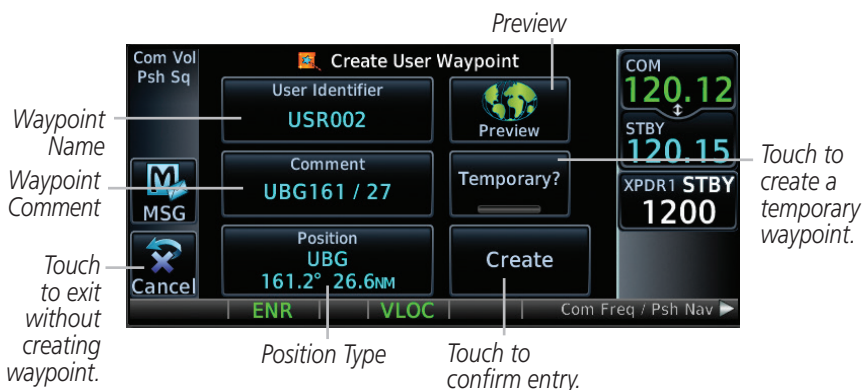 Preview
Com Vol
Psh Sq
Create User Waypoint
User Identifier
USR002
Preview
Comment
UBG161 / 27
Temporary?
Position
UBG
161.2° 26.6NM
Create
MSG
Cancel
COM
120.12
STBY
120.15
XPDR1 STBY
1200
ENR
VLOC
Com Freq / Psh Nav
Waypoint
Name
Waypoint
Comment
Touch
to exit
without
creating
waypoint.
Position Type
Touch to
confirm entry.
Touch to
create a
temporary
waypoint.